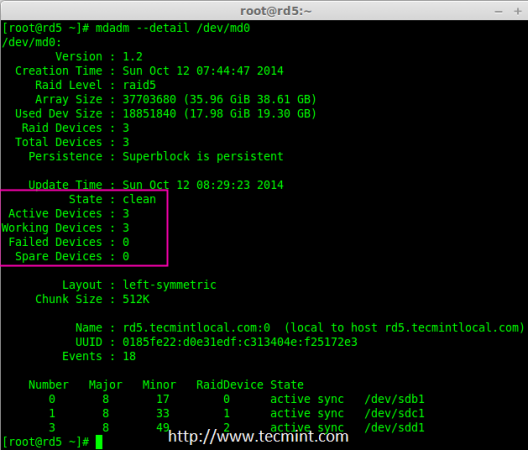 root@rd5:~
[root@rd5 ~]# mdadm --detail /dev/md0
/dev/md0:
Version : 1.2
Creation Time : Sun Oct 12 07:44:47 2014
Raid Level : raid5
Array Size : 37703680 (35.96 GiB 38.61 GB)
Used Dev Size : 18851840 (17.98 GiB 19.30 GB)
Raid Devices : 3
Total Devices : 3
Persistence : Superblock is persistent
Update Time : Sun Oct 12 08:29:23 2014
State : clean
Active Devices : 3
Working Devices : 3
Failed Devices : 0
Spare Devices : 0
Layout : left-symmetric
Chunk Size : 512K
Name : rd5.tecmintlocal.com:0  (local to host rd5.tecmintlocal.com)
UUID : 0185fe22:d0e31edf:c313404e:f25172e3
Events : 18
Number Major Minor RaidDevice State
0 8 17 0 active sync /dev/sdb1
1 8 33 1 active sync /dev/sdc1
3 8 49 2 active sync /dev/sdd1
[root@rd5 ~]#
http://www.tecmint.com